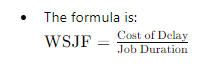 • The formula is:
WSJF = Cost of Delay / Job Duration